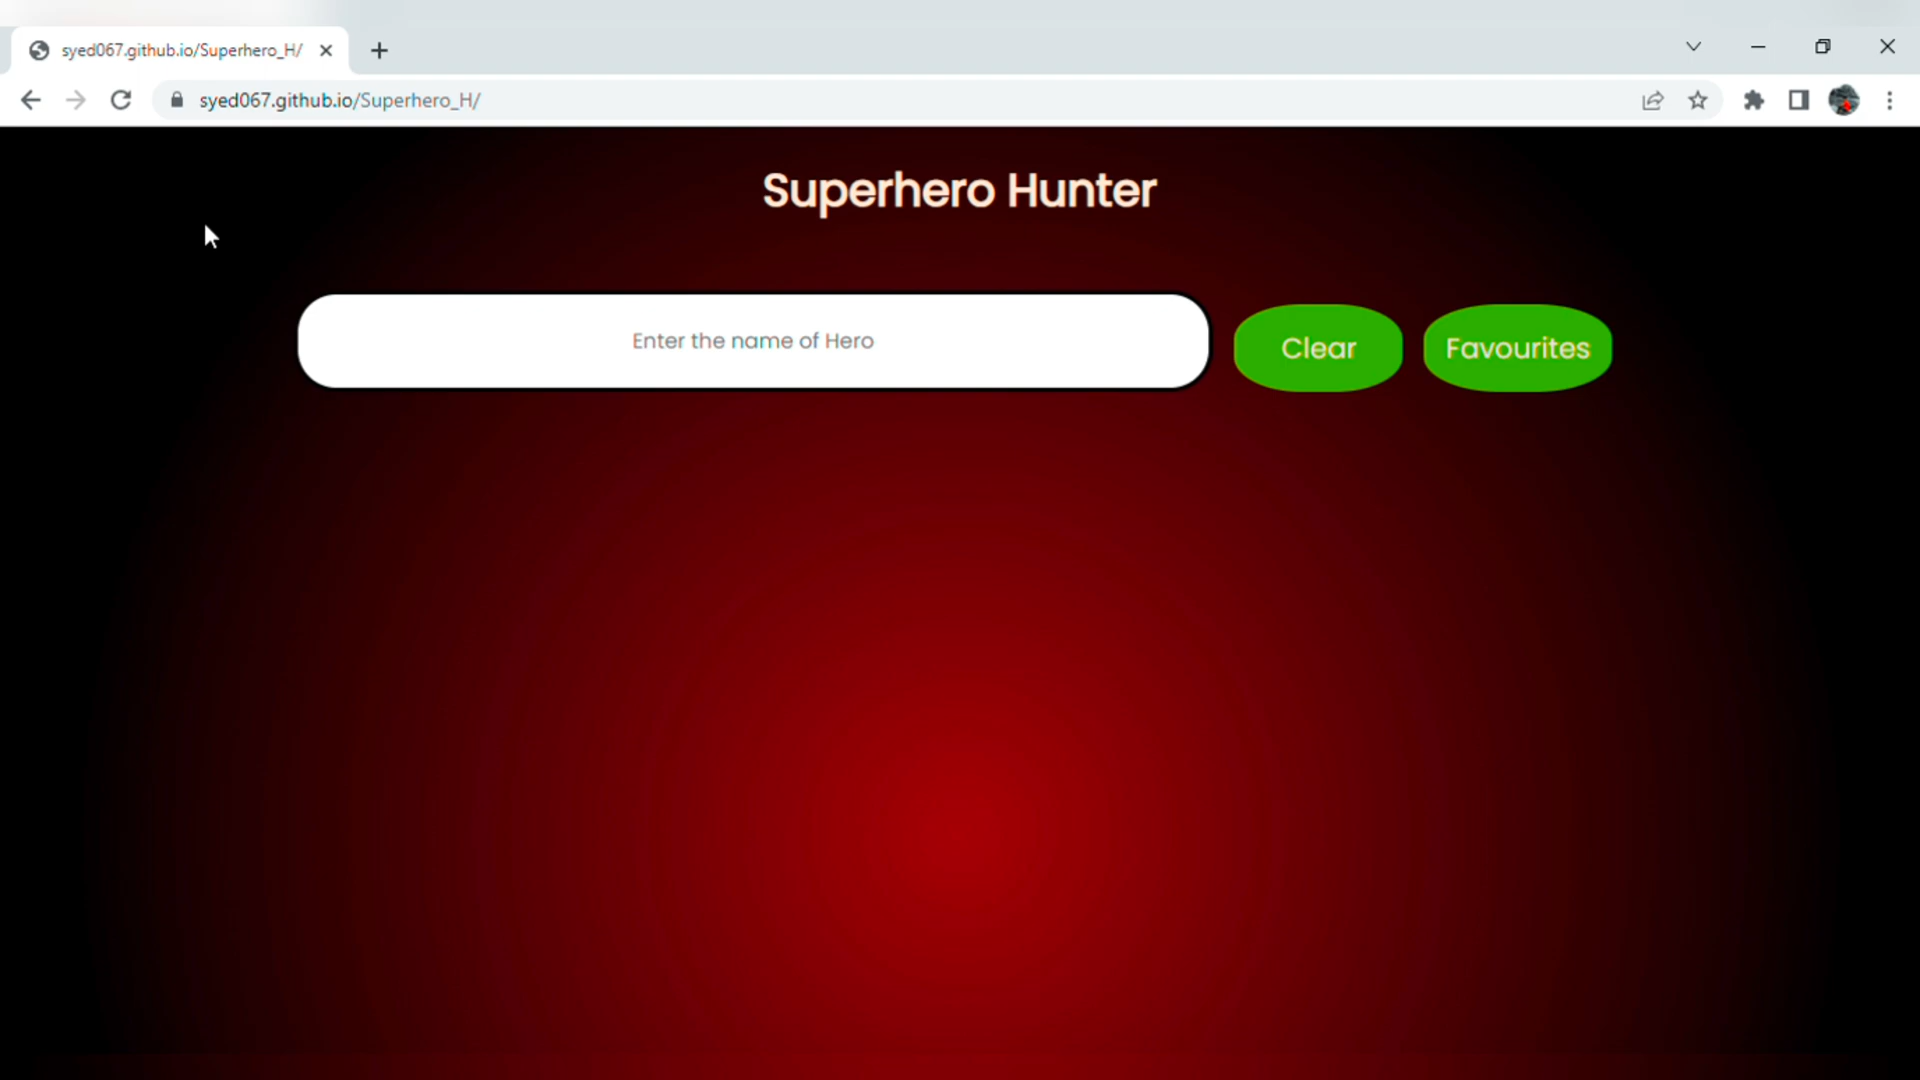 syed067.github.io/Superhero_H/
syed067.github.io/Superhero_H/
Superhero Hunter
Enter the name of Hero
Clear
Favourites